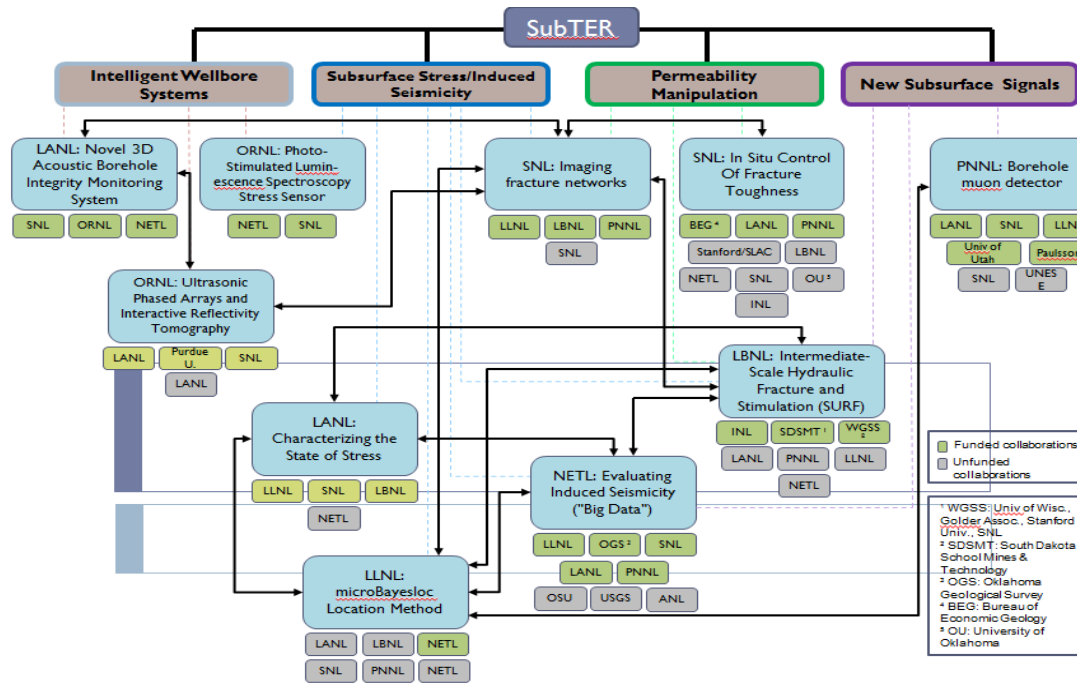 SubTER
Intelligent Wellbore
Systems
Subsurface Stress/Induced
Seismicity
Permeability
Manipulation
New Subsurface Signals
LANL: Novel 3D
Acoustic Borehole
Integrity Monitoring
System
SNL
ORNL
NETL
ORNL: Photo-
Stimulated Lumin-
escence Spectroscopy
Stress Sensor
NETL
SNL
SNL: Imaging
fracture networks
LLNL
LBNL
PNNL
SNL
SNL: In Situ Control
Of Fracture
Toughness
BEG ⁴
LANL
PNNL
Stanford/SLAC
LBNL
NETL
SNL
OU ⁵
INL
PNNL: Borehole
muon detector
LANL
SNL
LLN
Univ of
Utah
Paulsson
SNL
UNES
E
ORNL: Ultrasonic
Phased Arrays and
Interactive Reflectivity
Tomography
LANL
Purdue
U.
SNL
LANL
LBNL: Intermediate-
Scale Hydraulic
Fracture and
Stimulation (SURF)
INL
SDSMT ¹
WGSS
²
LANL
PNNL
LLNL
NETL
LANL:
Characterizing the
State of Stress
LLNL
SNL
LBNL
NETL
NETL: Evaluating
Induced Seismicity
("Big Data")
LLNL
OGS ²
SNL
LANL
PNNL
OSU
USGS
ANL
LLNL:
microBayesloc
Location Method
LANL
LBNL
NETL
SNL
PNNL
NETL
Funded collaborations
Unfunded
collaborations
¹ WGSS: Univ of Wisc.,
Golder Assoc., Stanford
Univ., SNL
² SDSMT: South Dakota
School Mines &
Technology
³ OGS: Oklahoma
Geological Survey
⁴ BEG: Bureau of
Economic Geology
⁵ OU: University of
Oklahoma